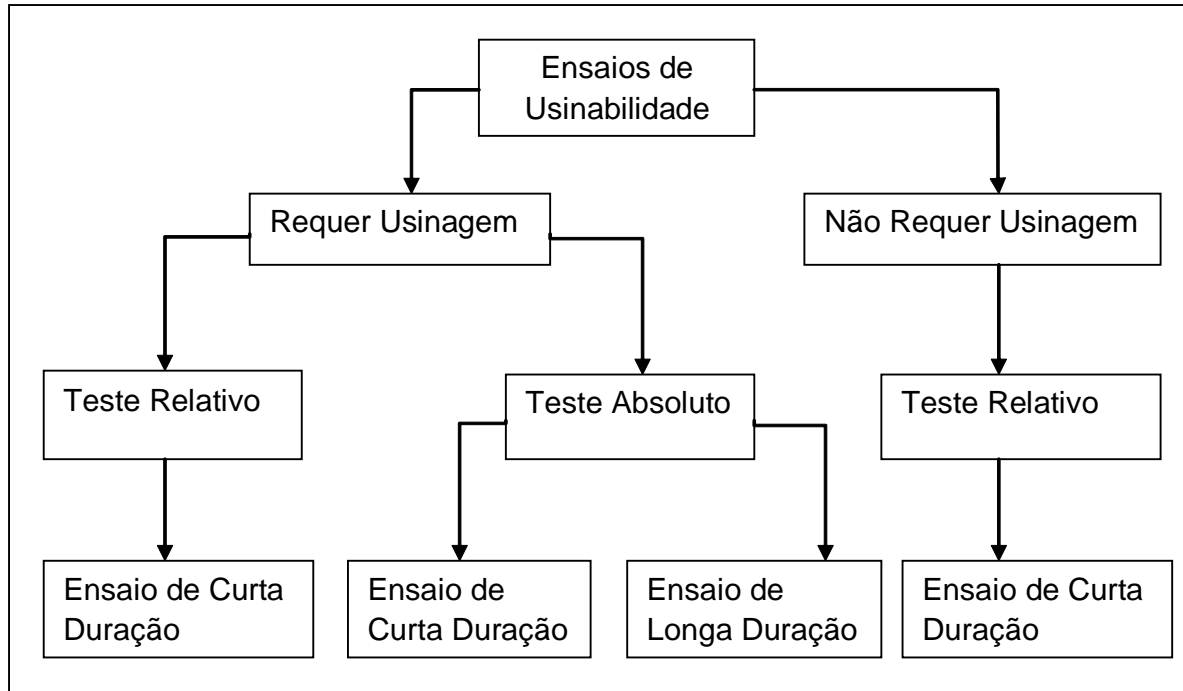 Ensaios de
Usinabilidade
Requer Usinagem
Não Requer Usinagem
Teste Relativo
Teste Absoluto
Teste Relativo
Ensaio de Curta
Duração
Ensaio de
Curta Duração
Ensaio de
Longa Duração
Ensaio de Curta
Duração